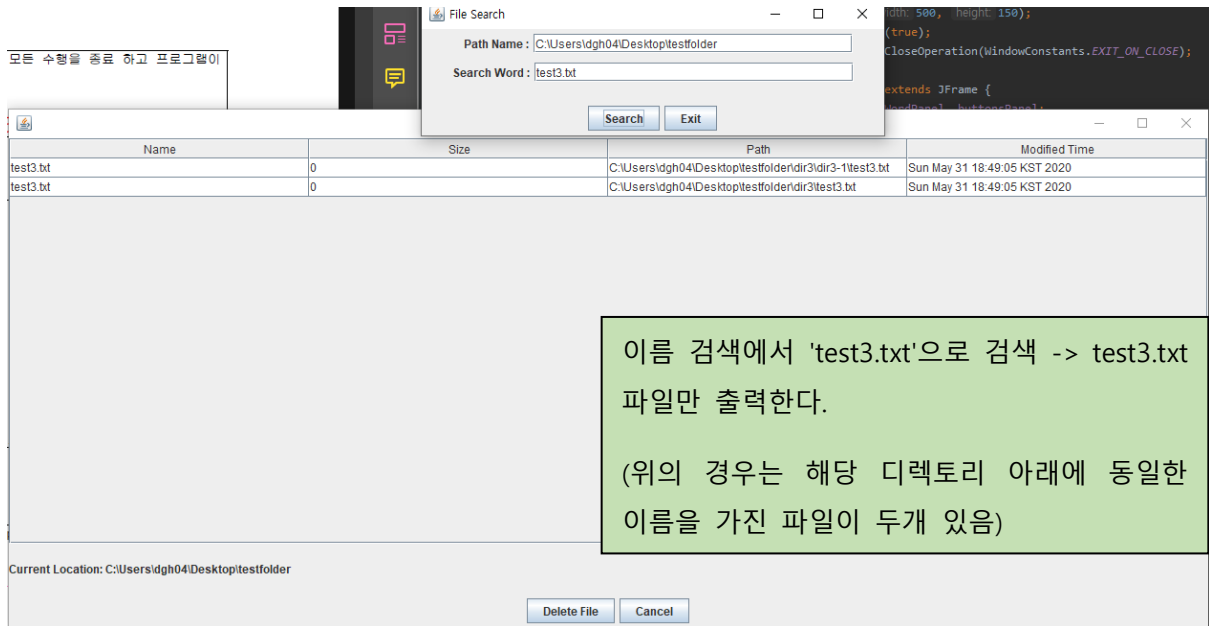 File Search
Path Name : C:\Users\dgh04\Desktop\testfolder
Search Word : test3.txt
Search Exit
모든 수행을 종료 하고 프로그램이
500, height: 150);
(true);
CloseOperation(WindowConstants.EXIT_ON_CLOSE);
extends JFrame {
Name Size Path Modified Time
test3.txt 0 C:\Users\dgh04\Desktop\testfolder\dir3\dir3-1\test3.txt Sun May 31 18:49:05 KST 2020
test3.txt 0 C:\Users\dgh04\Desktop\testfolder\dir3\test3.txt Sun May 31 18:49:05 KST 2020
이름 검색에서 'test3.txt'으로 검색 -> test3.txt
파일만 출력한다.
(위의 경우는 해당 디렉토리 아래에 동일한
이름을 가진 파일이 두개 있음)
Current Location: C:\Users\dgh04\Desktop\testfolder
Delete File Cancel